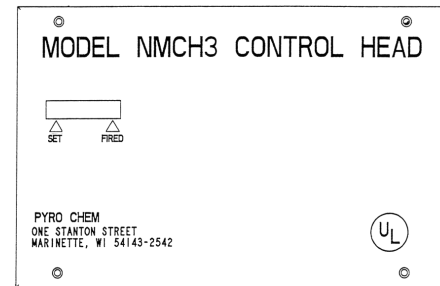 MODEL NMCH3 CONTROL HEAD
SET FIRED
PYRO CHEM
ONE STANTON STREET
MARINETTE, WI 54143-2542
UL